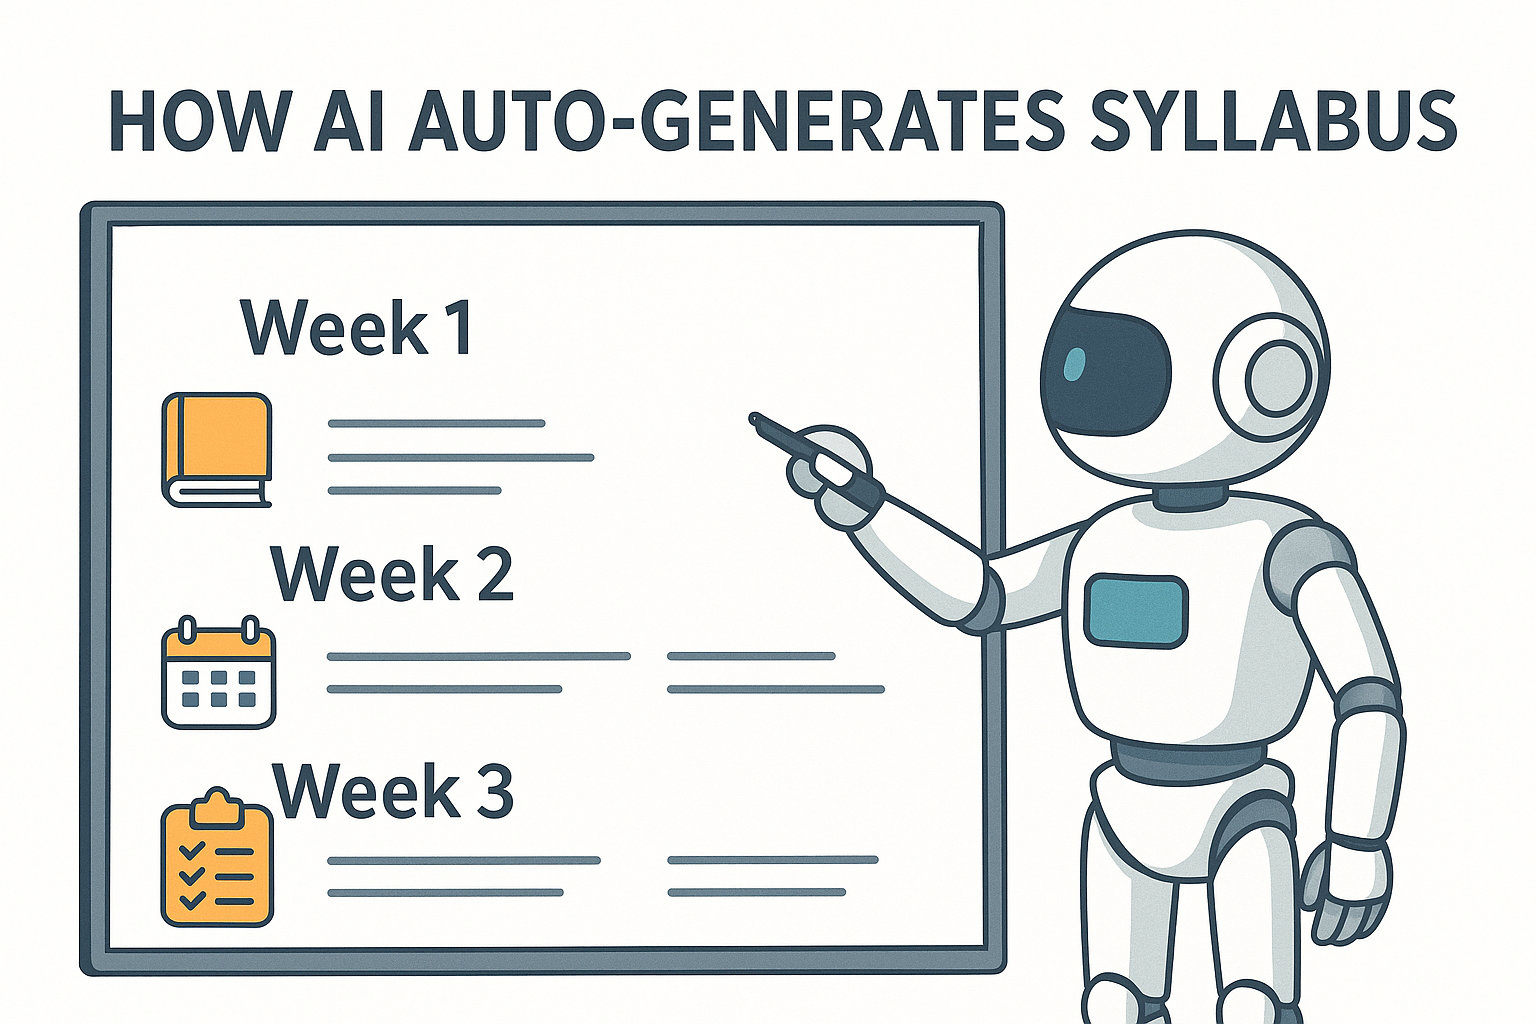 HOW AI AUTO-GENERATES SYLLABUS
Week 1
Week 2
Week 3